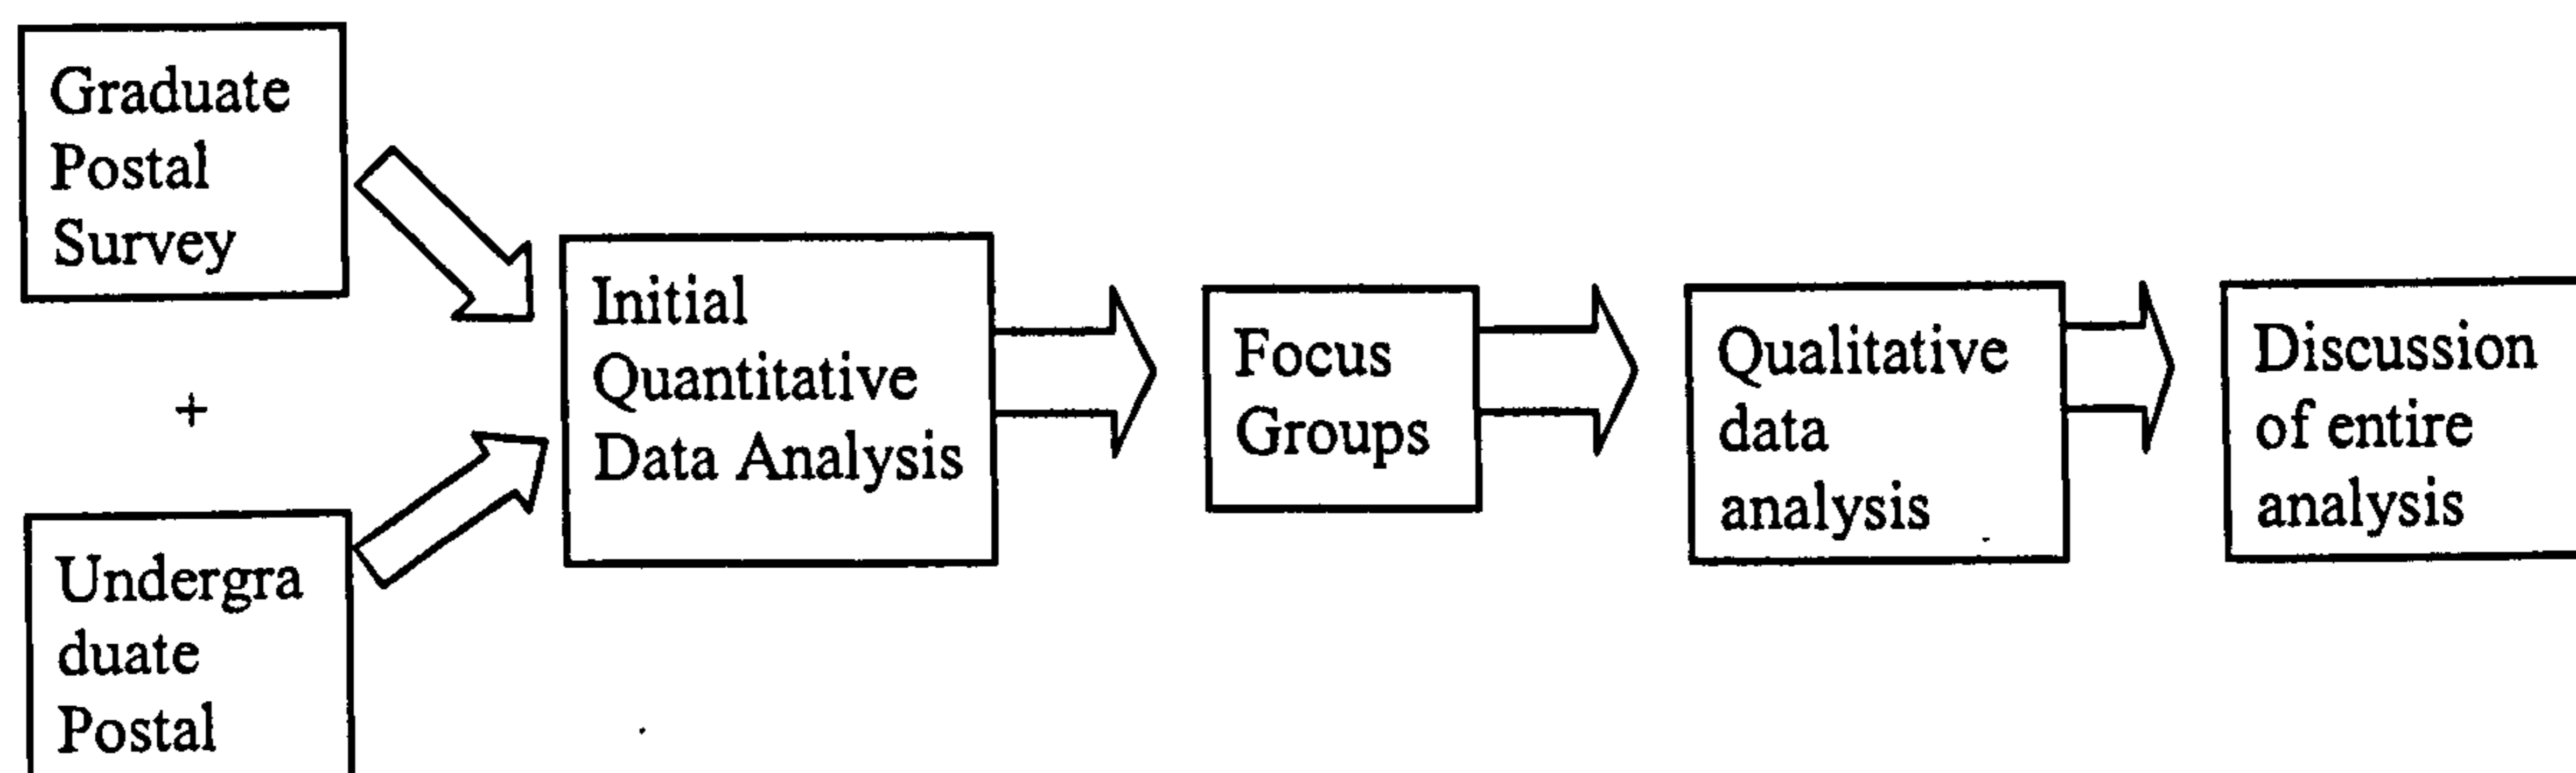 Graduate
Postal
Survey
+
Undergra
duate
Postal
Initial
Quantitative
Data Analysis
Focus
Groups
Qualitative
data
analysis
Discussion
of entire
analysis